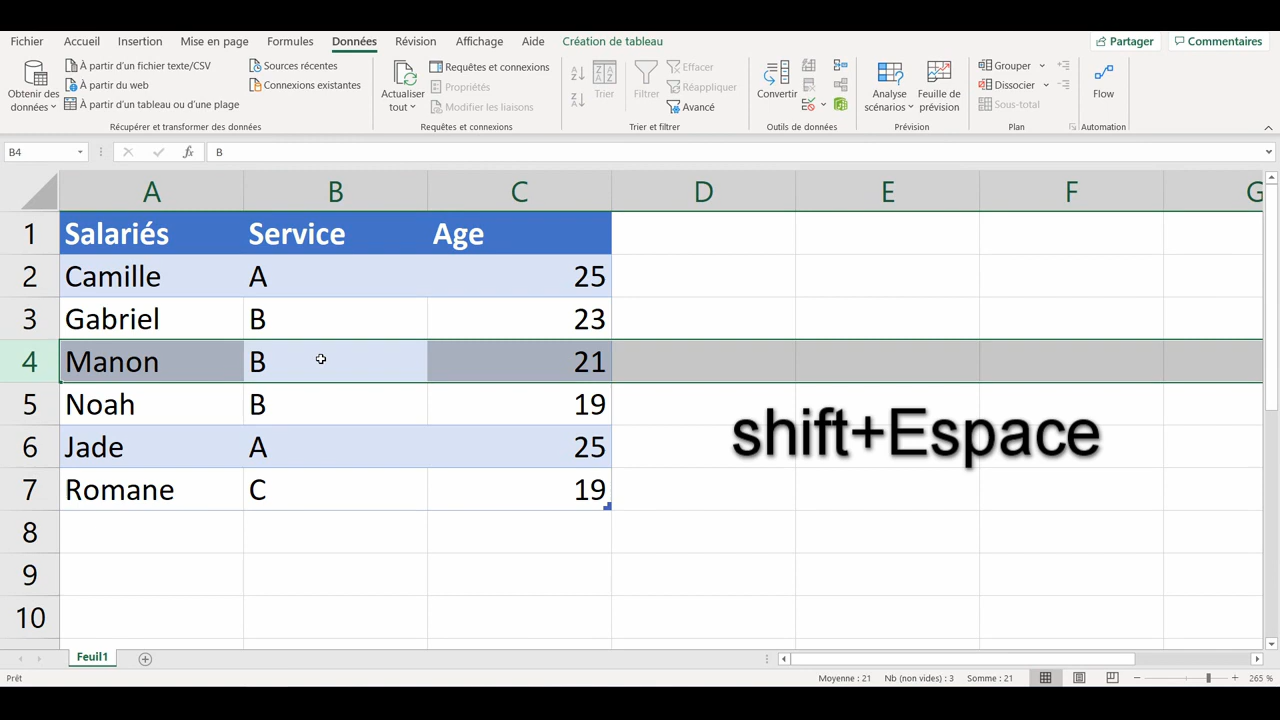 Fichier Accueil Insertion Mise en page Formules Données Révision Affichage Aide Création de tableau Partager Commentaires
Obtenir des données
À partir d'un fichier texte/CSV
À partir du web
À partir d'un tableau ou d'une plage
Sources récentes
Connexions existantes
Récupérer et transformer des données
Actualiser tout
Requêtes et connexions
Propriétés
Modifier les liaisons
Requêtes et connexions
A Z
Z A
Trier
Filtrer
Effacer
Réappliquer
Avancé
Trier et filtrer
Convertir
Outils de données
Analyse scénarios
Feuille de prévision
Prévision
Grouper
Dissocier
Sous-total
Plan
Flow
Automation
B4 fx B
A B C D E F G
1 Salariés Service Age
2 Camille A 25
3 Gabriel B 23
4 Manon B 21
5 Noah B 19
6 Jade A 25
7 Romane C 19
8
9
10
shift+Espace
Feuil1
Prêt Moyenne : 21 Nb (non vides) : 3 Somme : 21 265 %